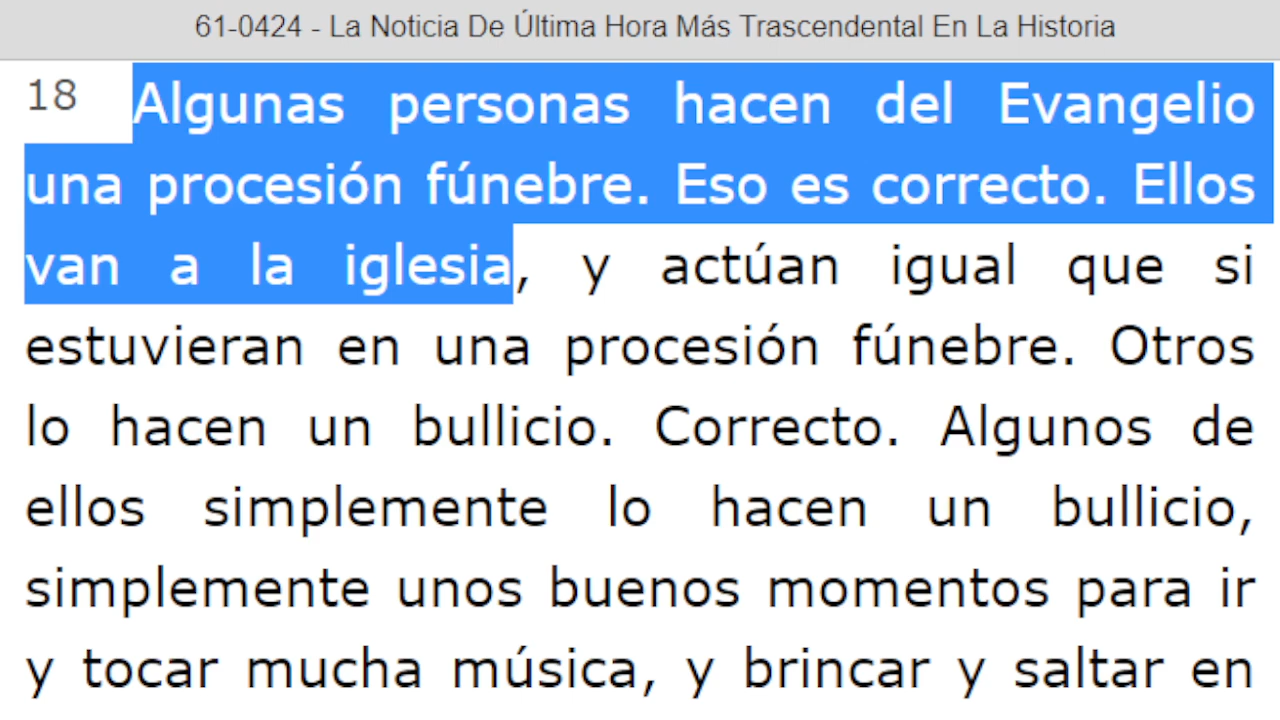 61-0424 - La Noticia De Última Hora Más Trascendental En La Historia
18 Algunas personas hacen del Evangelio
una procesión fúnebre. Eso es correcto. Ellos
van a la iglesia, y actúan igual que si
estuvieran en una procesión fúnebre. Otros
lo hacen un bullicio. Correcto. Algunos de
ellos simplemente lo hacen un bullicio,
simplemente unos buenos momentos para ir
y tocar mucha música, y brincar y saltar en